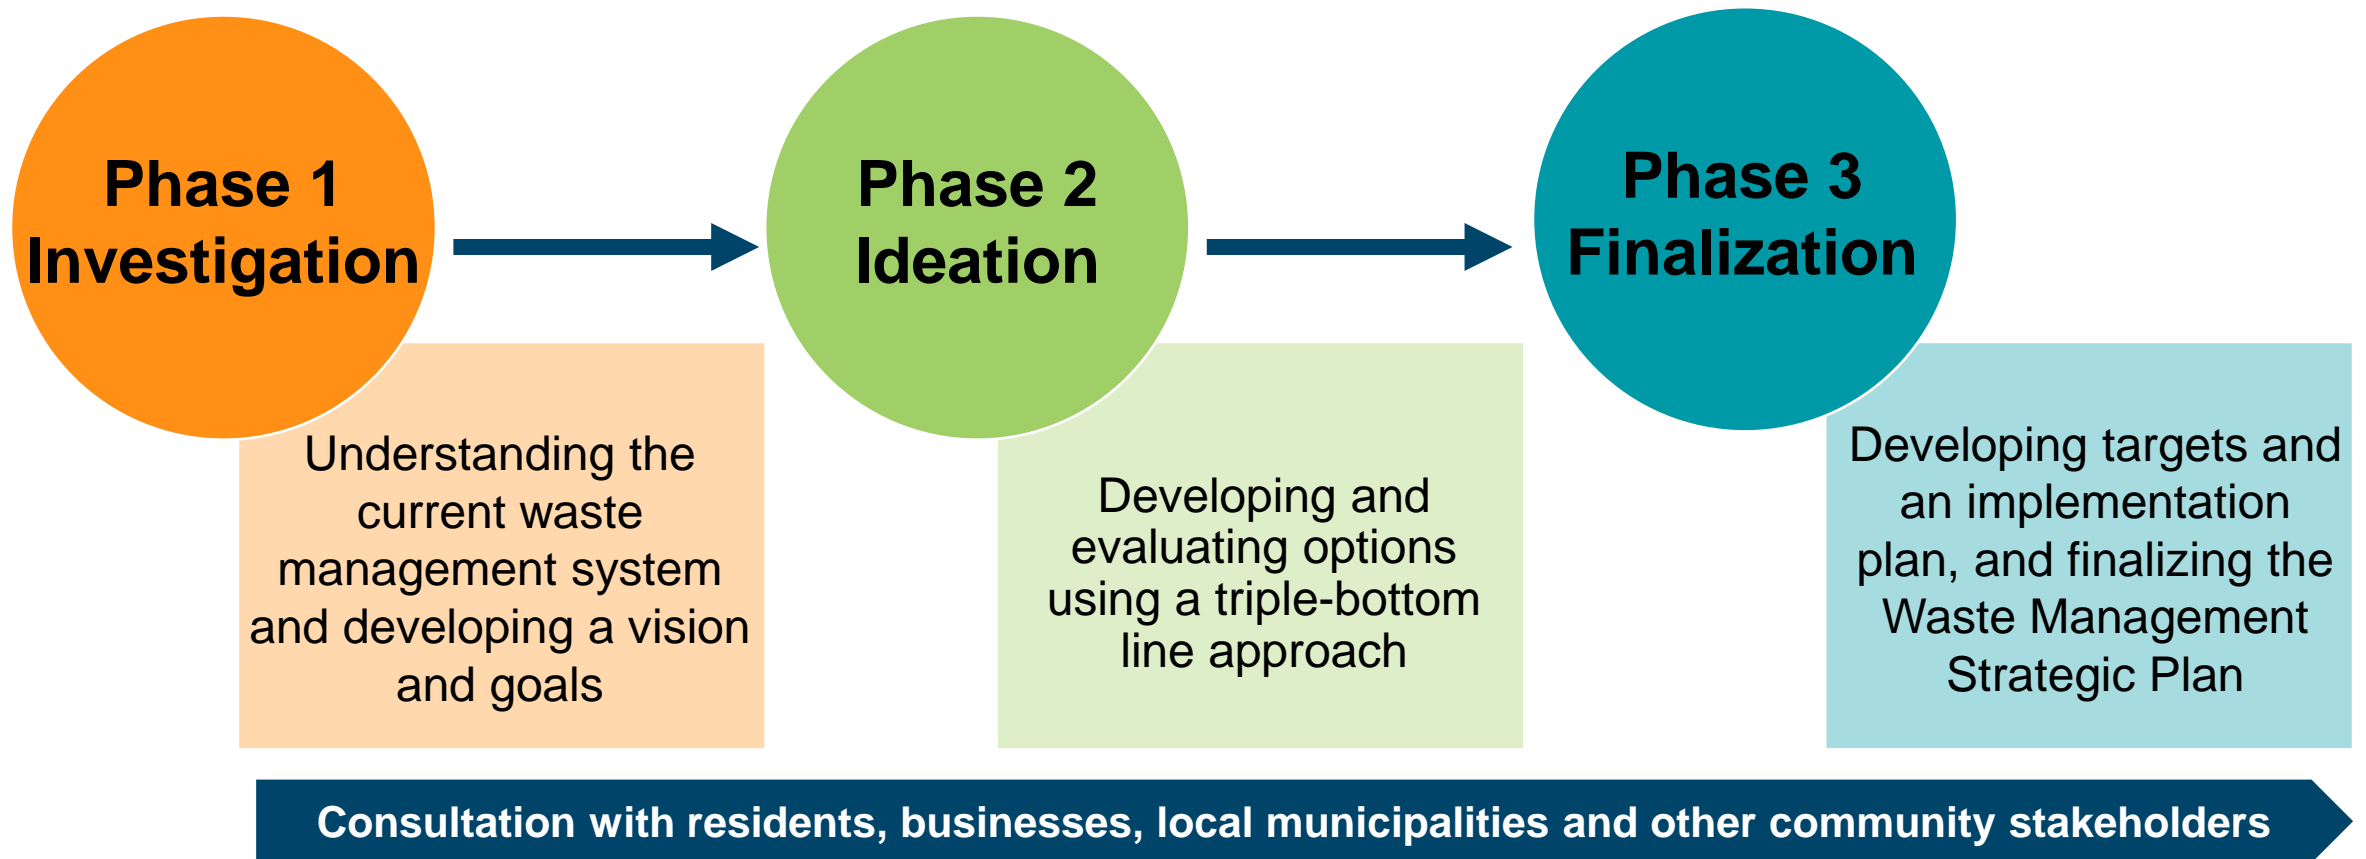 Phase 1
Investigation
Phase 2
Ideation
Phase 3
Finalization
Understanding the
current waste
management system
and developing a vision
and goals
Developing and
evaluating options
using a triple-bottom
line approach
Developing targets and
an implementation
plan, and finalizing the
Waste Management
Strategic Plan
Consultation with residents, businesses, local municipalities and other community stakeholders